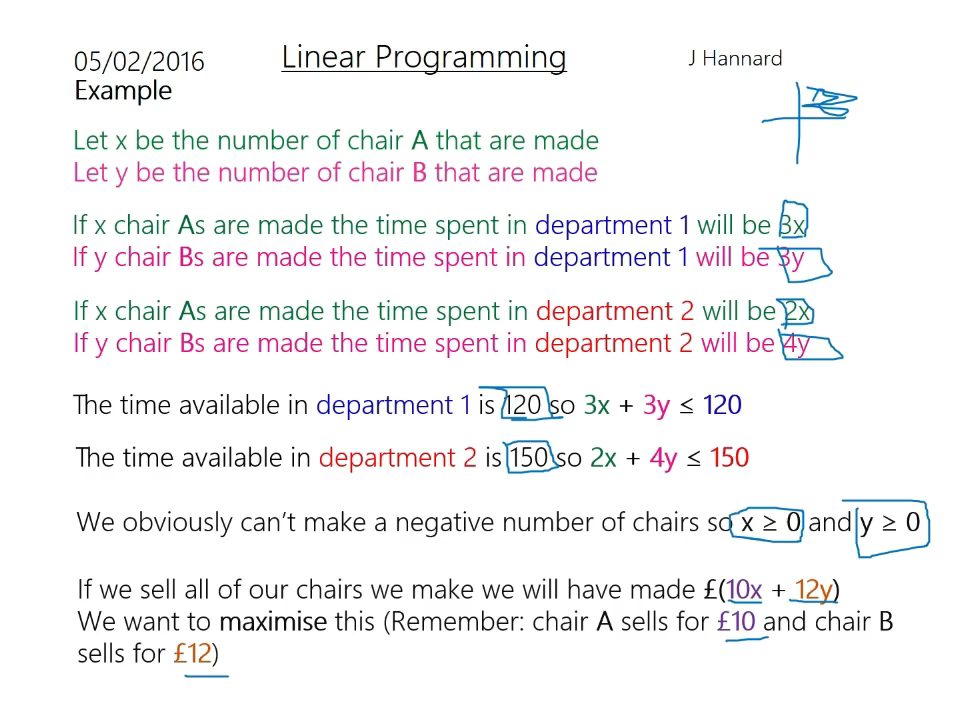 Linear Programming
J Hannard
05/02/2016
Example
Let x be the number of chair A that are made
Let y be the number of chair B that are made
If x chair As are made the time spent in department 1 will be 3x
If y chair Bs are made the time spent in department 1 will be 3y
If x chair As are made the time spent in department 2 will be 2x
If y chair Bs are made the time spent in department 2 will be 4y
The time available in department 1 is 120 so 3x + 3y ≤ 120
The time available in department 2 is 150 so 2x + 4y ≤ 150
We obviously can't make a negative number of chairs so x ≥ 0 and y ≥ 0
If we sell all of our chairs we make we will have made £(10x + 12y)
We want to maximise this (Remember: chair A sells for £10 and chair B
sells for £12)